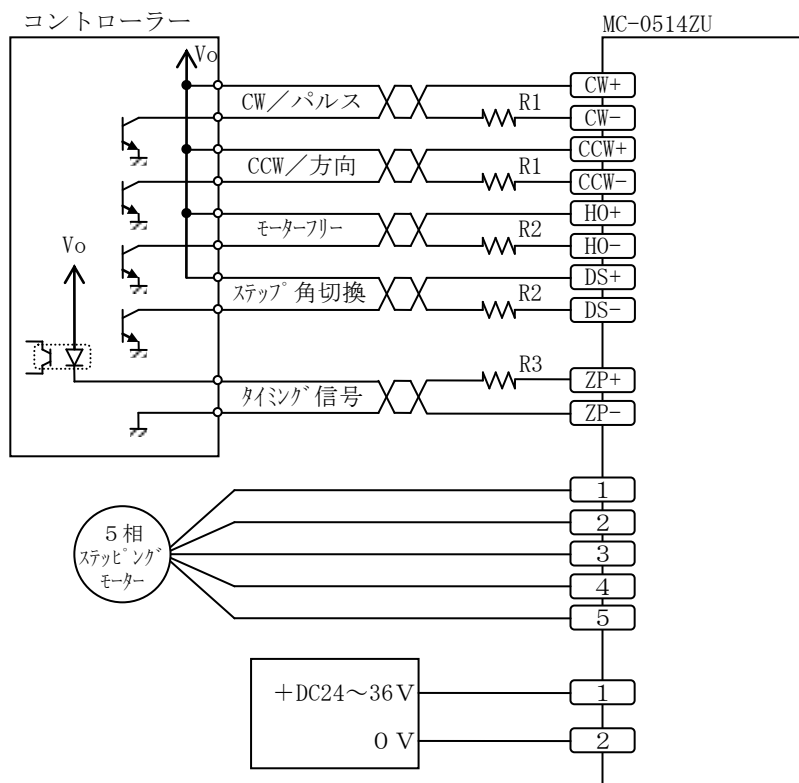 コントローラー
MC-0514ZU
Vo
CW／パルス
R1
CW+
CW-
CCW／方向
R1
CCW+
CCW-
モーターフリー
R2
HO+
HO-
Vo
ステップ角切換
R2
DS+
DS-
タイミング信号
R3
ZP+
ZP-
５相
ステッピング
モーター
1
2
3
4
5
＋DC24～36V
0 V
1
2